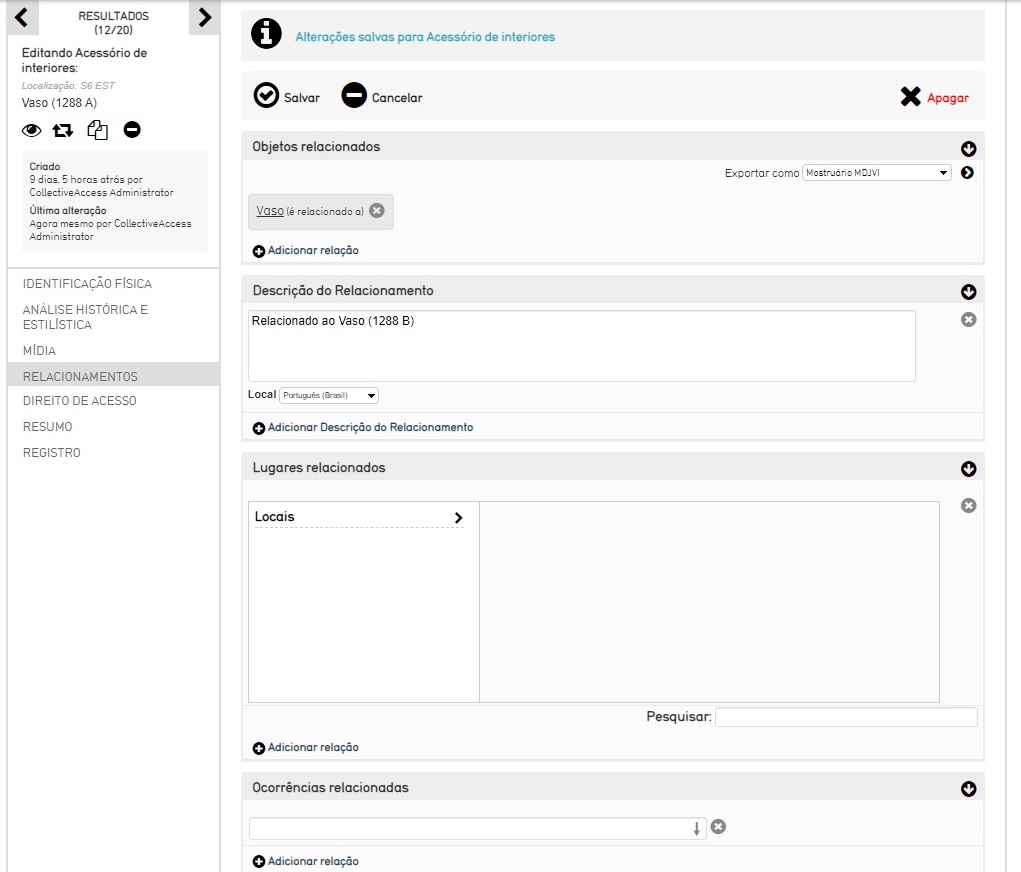 RESULTADOS
(12/20)
Editando Acessório de
interiores:
Localização: S6 EST
Vaso (1288 A)
Criado
9 dias, 5 horas atrás por
CollectiveAccess Administrator
Última alteração
Agora mesmo por CollectiveAccess
Administrator
IDENTIFICAÇÃO FÍSICA
ANÁLISE HISTÓRICA E
ESTILÍSTICA
MÍDIA
RELACIONAMENTOS
DIREITO DE ACESSO
RESUMO
REGISTRO
Alterações salvas para Acessório de interiores
Salvar Cancelar Apagar
Objetos relacionados
Exportar como Mostruário MDJVI
Vaso (é relacionado a)
Adicionar relação
Descrição do Relacionamento
Relacionado ao Vaso (1288 B)
Local Português (Brasil)
Adicionar Descrição do Relacionamento
Lugares relacionados
Locais
Pesquisar:
Adicionar relação
Ocorrências relacionadas
Adicionar relação